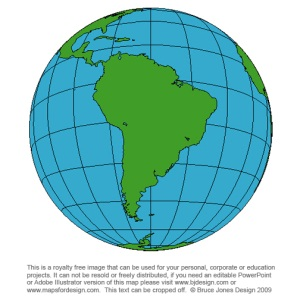 This is a royalty free image that can be used for your personal, corporate or education
projects. It can not be resold or freely distributed, if you need an editable PowerPoint
or Adobe Illustrator version of this map please visit www.bjdesign.com or
www.mapsfordesign.com. This text can be cropped off. © Bruce Jones Design 2009